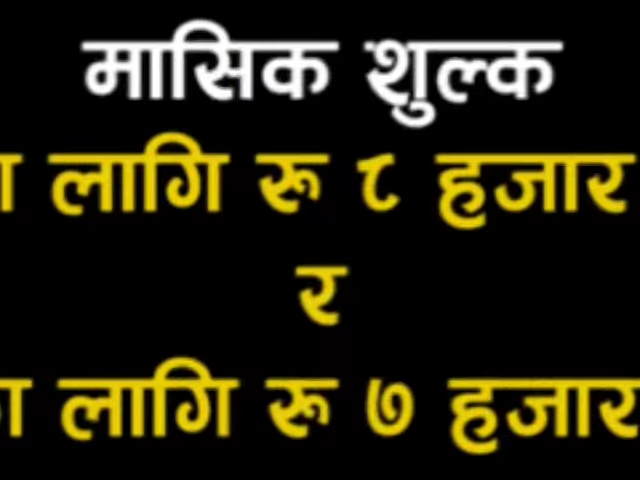 मासिक शुल्क
लागि रु ८ हजार
र
लागि रु ७ हजार